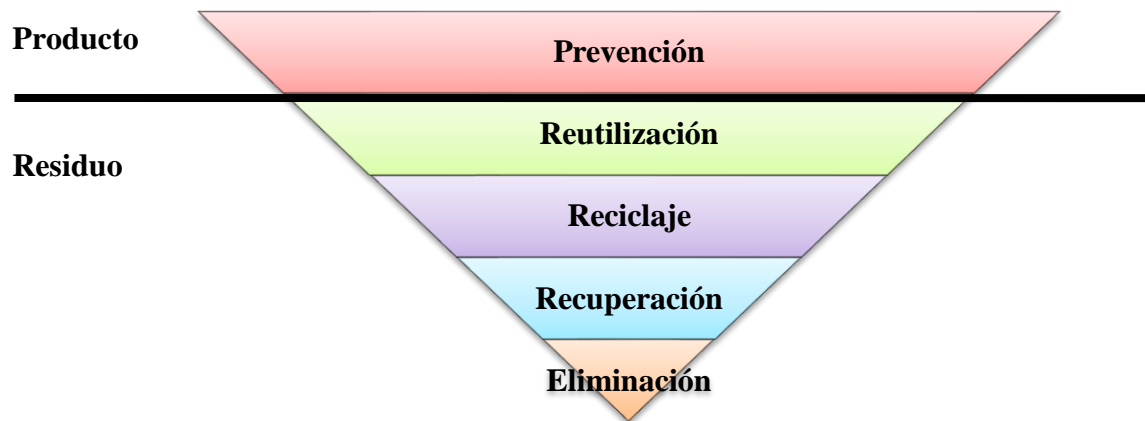 Producto
Prevención
Reutilización
Residuo
Reciclaje
Recuperación
Eliminación